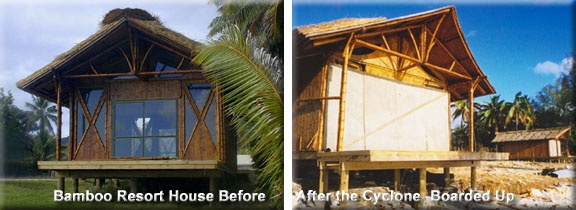 Bamboo Resort House Before
After the Cyclone - Boarded Up